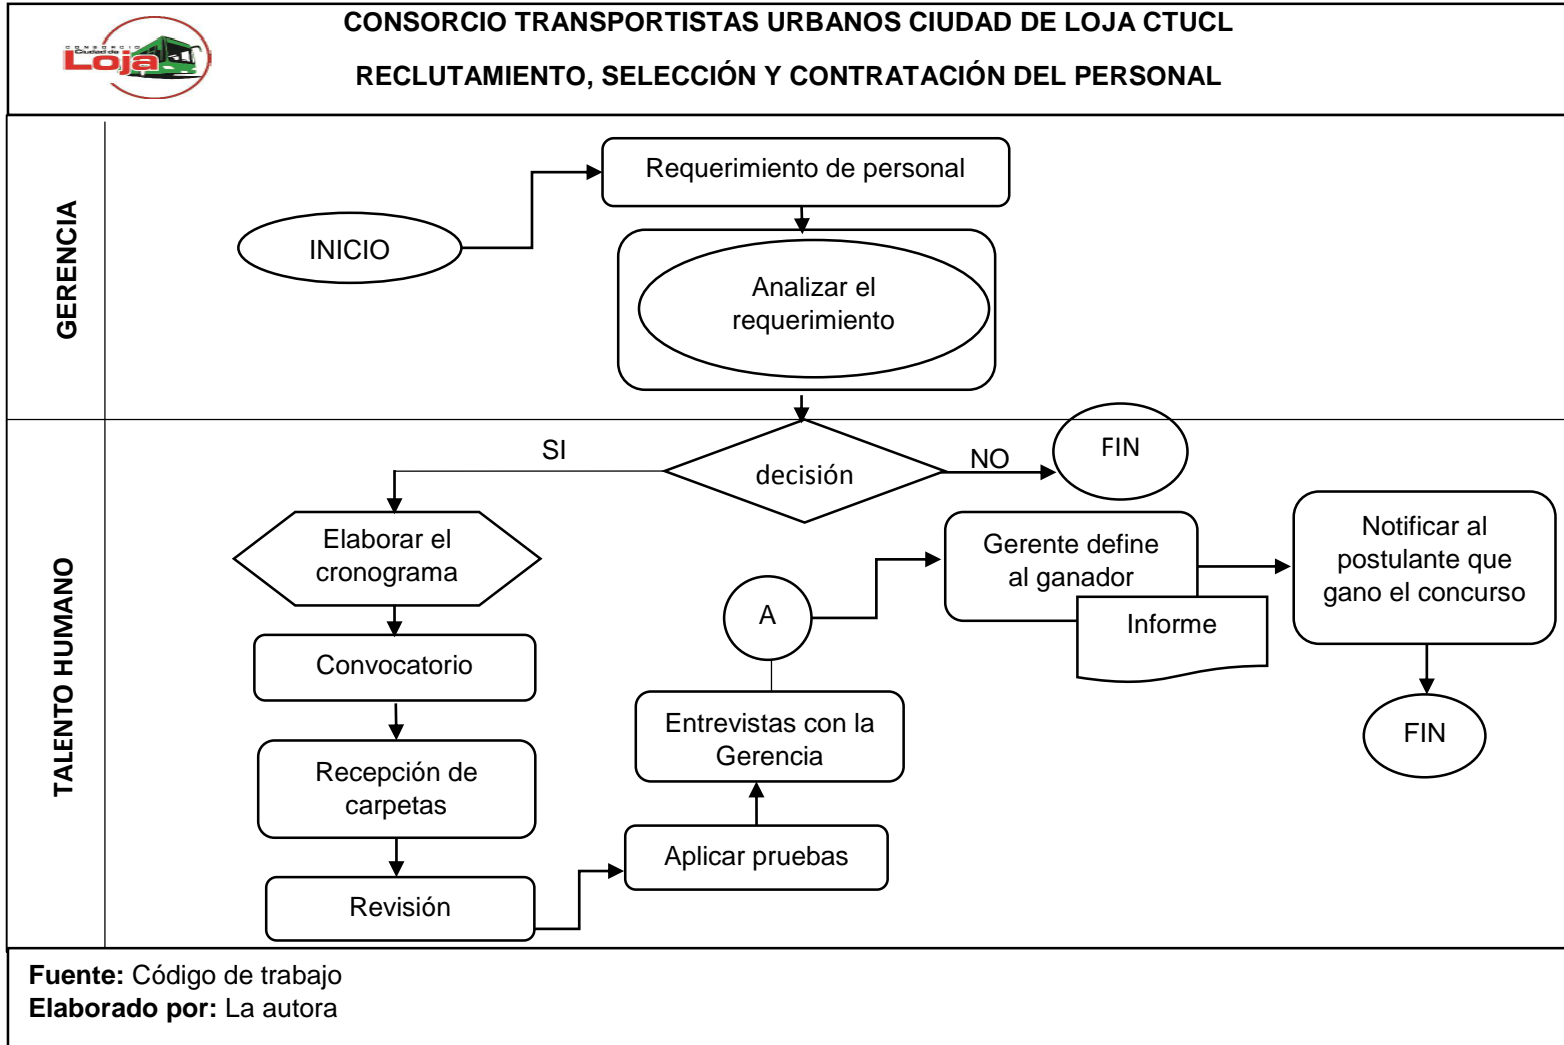 CONSORCIO TRANSPORTISTAS URBANOS CIUDAD DE LOJA CTUCL
RECLUTAMIENTO, SELECCIÓN Y CONTRATACIÓN DEL PERSONAL
CONSORCIO
Ciudad de
Loja
GERENCIA
INICIO
Requerimiento de personal
Analizar el
requerimiento
TALENTO HUMANO
decisión
SI
NO
FIN
Elaborar el
cronograma
Convocatorio
Recepción de
carpetas
Revisión
Aplicar pruebas
Entrevistas con la
Gerencia
A
Gerente define
al ganador
Informe
Notificar al
postulante que
gano el concurso
FIN
Fuente: Código de trabajo
Elaborado por: La autora